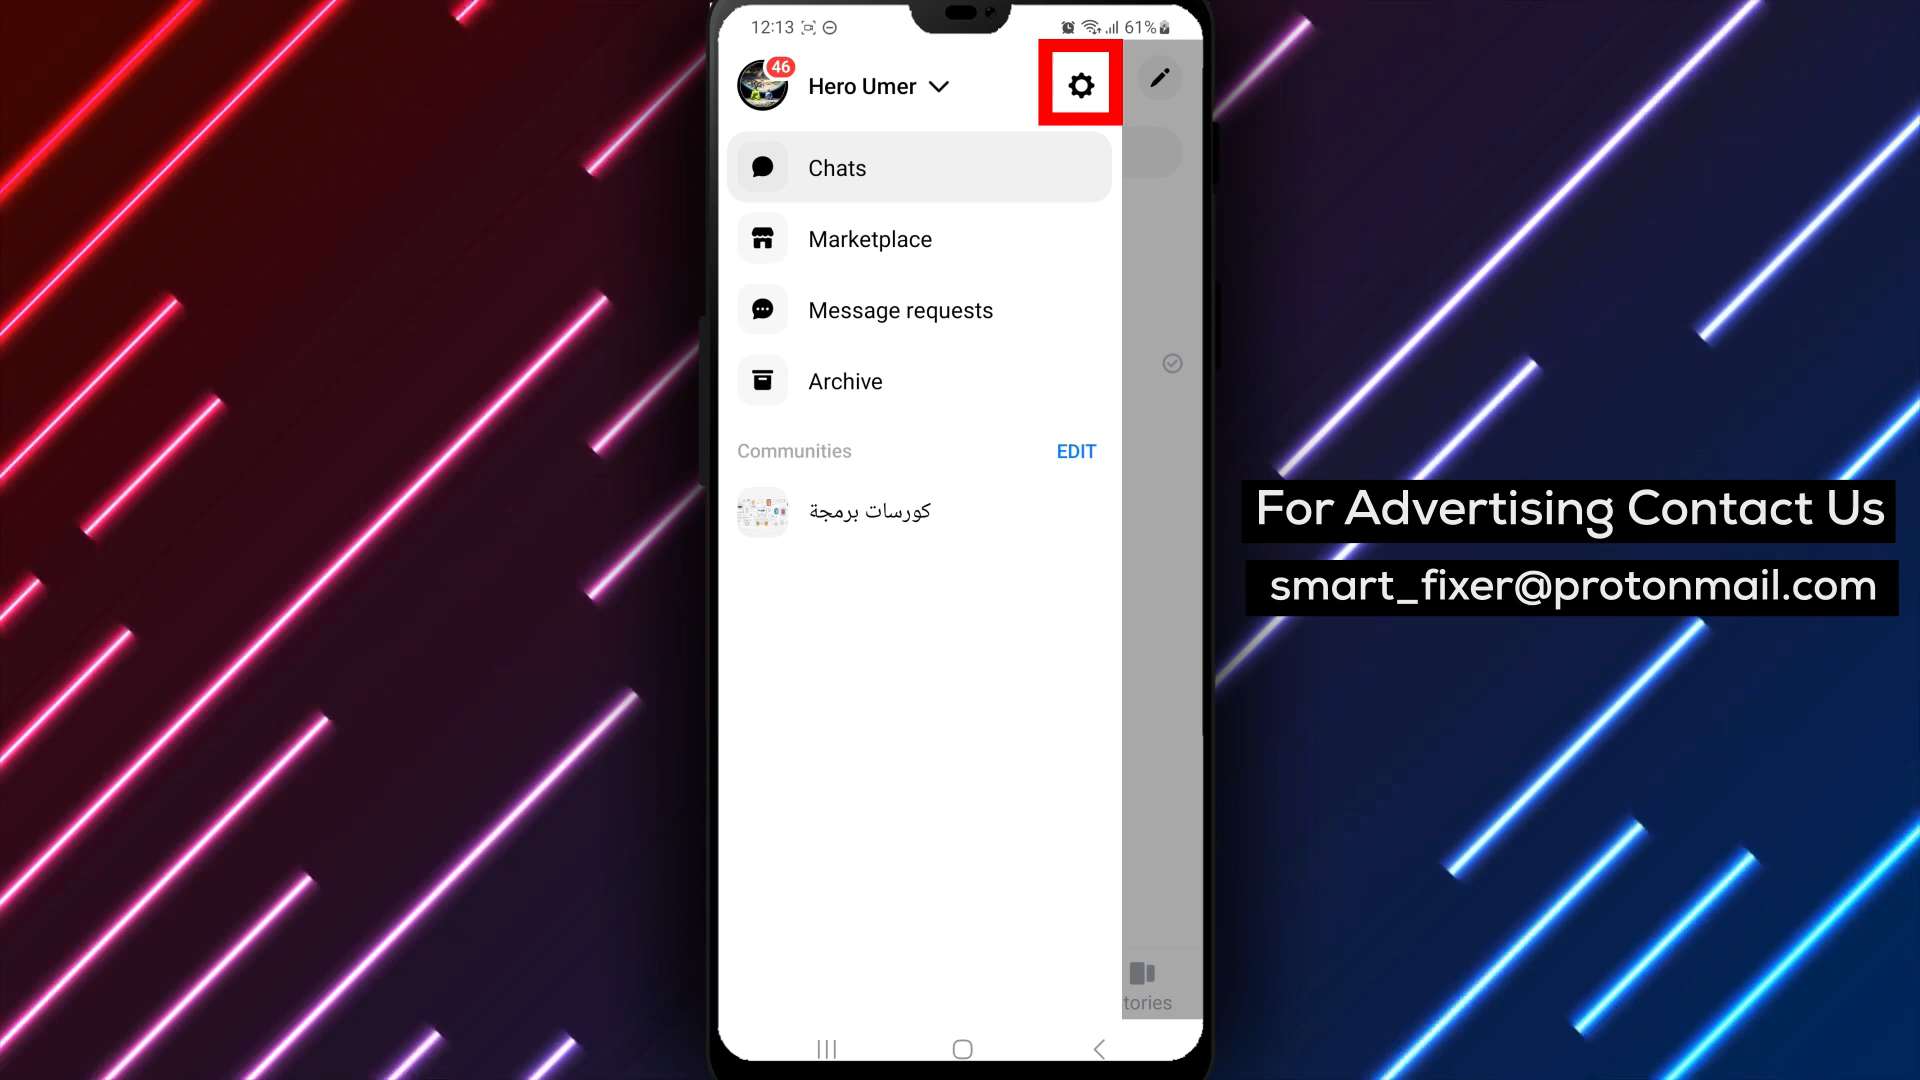 12:13
61%
46
Hero Umer
Chats
Marketplace
Message requests
Archive
Communities
EDIT
كورسات برمجة
tories
For Advertising Contact Us
smart_fixer@protonmail.com